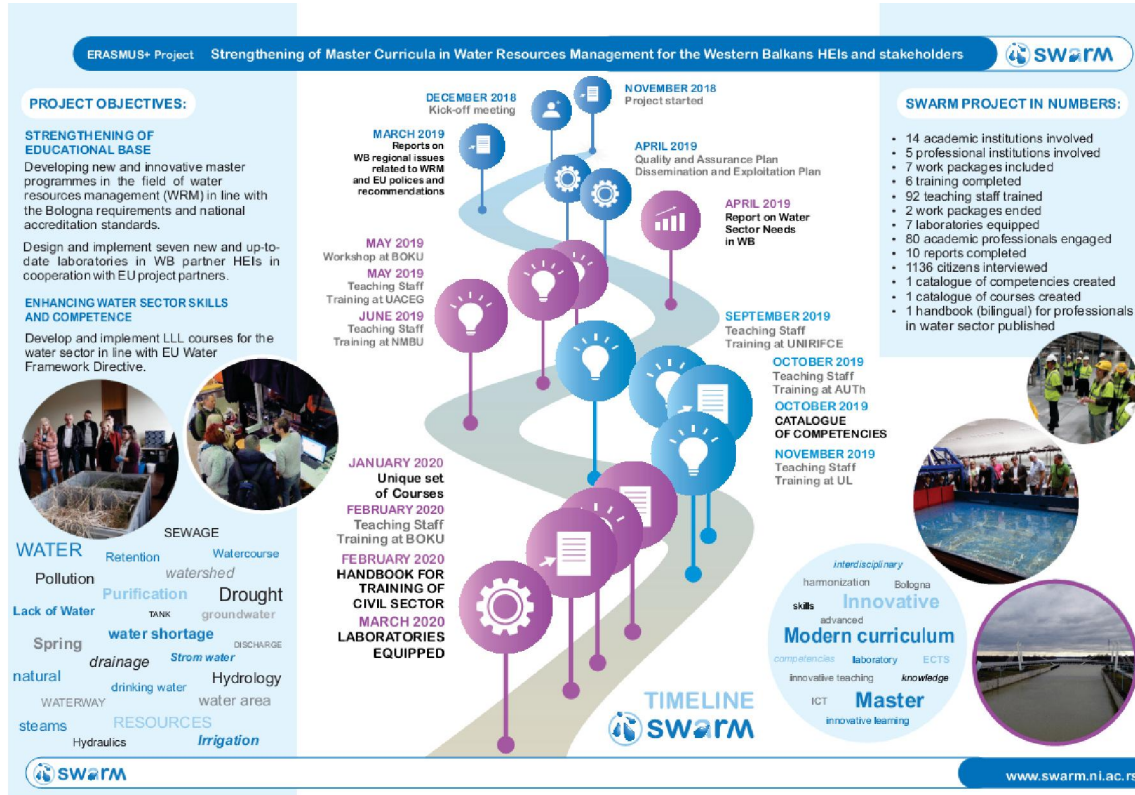 ERASMUS+ Project Strengthening of Master Curricula in Water Resources Management for the Western Balkans HEIs and stakeholders
swarm
PROJECT OBJECTIVES:
STRENGTHENING OF
EDUCATIONAL BASE
Developing new and innovative master
programmes in the field of water
resources management (WRM) in line with
the Bologna requirements and national
accreditation standards.
Design and implement seven new and up-to-
date laboratories in WB partner HEIs in
cooperation with EU project partners.
ENHANCING WATER SECTOR SKILLS
AND COMPETENCE
Develop and implement LLL courses for the
water sector in line with EU Water
Framework Directive.
SEWAGE
WATER
Retention
Watercourse
Pollution
watershed
Purification
Drought
Lack of Water
TANK
groundwater
Spring
water shortage
DISCHARGE
drainage
Strom water
natural
drinking water
Hydrology
WATERWAY
water area
steams
RESOURCES
Hydraulics
Irrigation
NOVEMBER 2018
Project started
DECEMBER 2018
Kick-off meeting
MARCH 2019
Reports on
WB regional issues
related to WRM
and EU polices and
recommendations
APRIL 2019
Quality and Assurance Plan
Dissemination and Exploitation Plan
APRIL 2019
Report on Water
Sector Needs
in WB
MAY 2019
Workshop at BOKU
MAY 2019
Teaching Staff
Training at UACEG
JUNE 2019
Teaching Staff
Training at NMBU
SEPTEMBER 2019
Teaching Staff
Training at UNIRIFCE
OCTOBER 2019
Teaching Staff
Training at AUTh
OCTOBER 2019
CATALOGUE
OF COMPETENCIES
NOVEMBER 2019
Teaching Staff
Training at UL
JANUARY 2020
Unique set
of Courses
FEBRUARY 2020
Teaching Staff
Training at BOKU
FEBRUARY 2020
HANDBOOK FOR
TRAINING OF
CIVIL SECTOR
MARCH 2020
LABORATORIES
EQUIPPED
TIMELINE
swarm
SWARM PROJECT IN NUMBERS:
• 14 academic institutions involved
• 5 professional institutions involved
• 7 work packages included
• 6 training completed
• 92 teaching staff trained
• 2 work packages ended
• 7 laboratories equipped
• 80 academic professionals engaged
• 10 reports completed
• 1136 citizens interviewed
• 1 catalogue of competencies created
• 1 catalogue of courses created
• 1 handbook (bilingual) for professionals
in water sector published
interdisciplinary
harmonization
Bologna
skills
Innovative
advanced
Modern curriculum
competencies
laboratory
ECTS
innovative teaching
knowledge
ICT
Master
innovative learning
swarm
www.swarm.ni.ac.rs